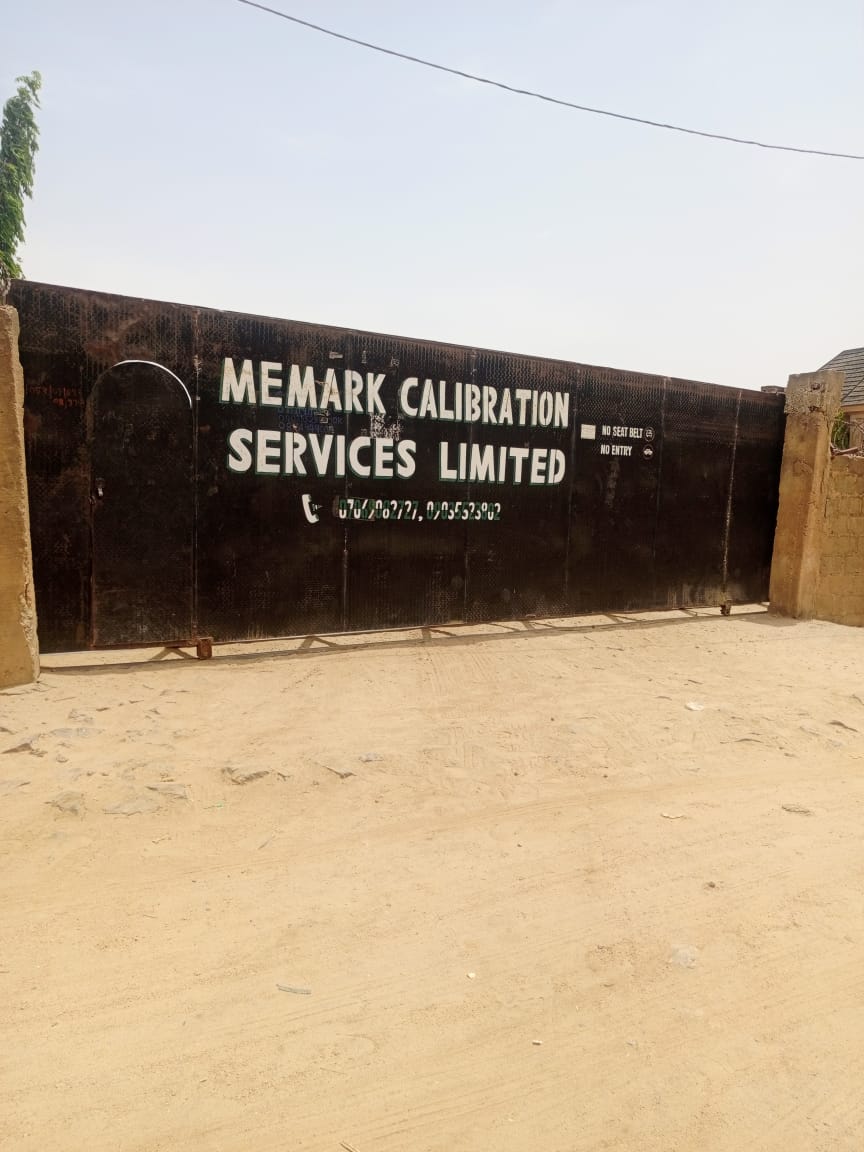 MEMARK CALIBRATION
SERVICES LIMITED
NO SEAT BELT
NO ENTRY